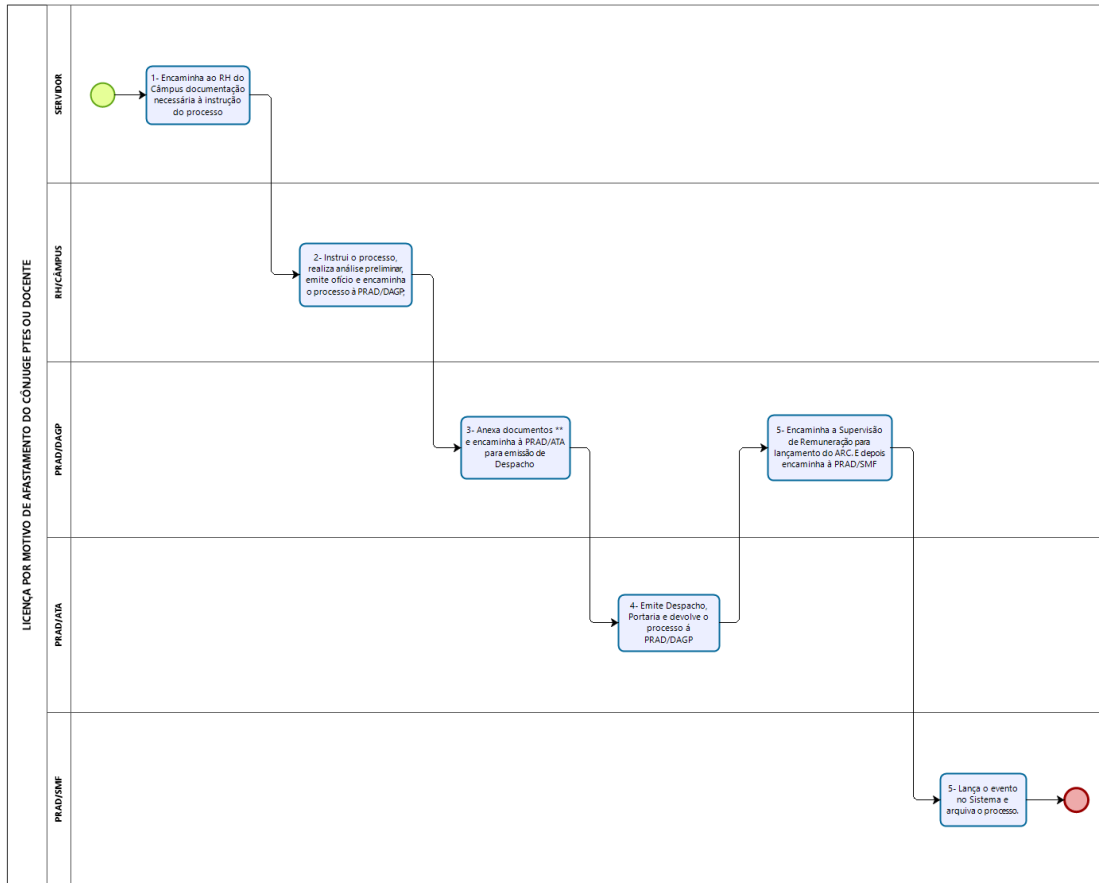 LICENÇA POR MOTIVO DE AFASTAMENTO DO CÔNJUGE PTES OU DOCENTE
SERVIDOR
1- Encaminha ao RH do
Câmpus documentação
necessária à instrução
do processo
RH/CÂMPUS
2- Instrui o processo,
realiza análise preliminar,
emite ofício e encaminha
o processo à PRAD/DAGP;
PRAD/DAGP
3- Anexa documentos **
e encaminha à PRAD/ATA
para emissão de
Despacho
5- Encaminha a Supervisão
de Remuneração para
lançamento do ARC. E depois
encaminha à PRAD/SMF
PRAD/ATA
4- Emite Despacho,
Portaria e devolve o
processo á
PRAD/DAGP
PRAD/SMF
5- Lança o evento
no Sistema e
arquiva o processo.